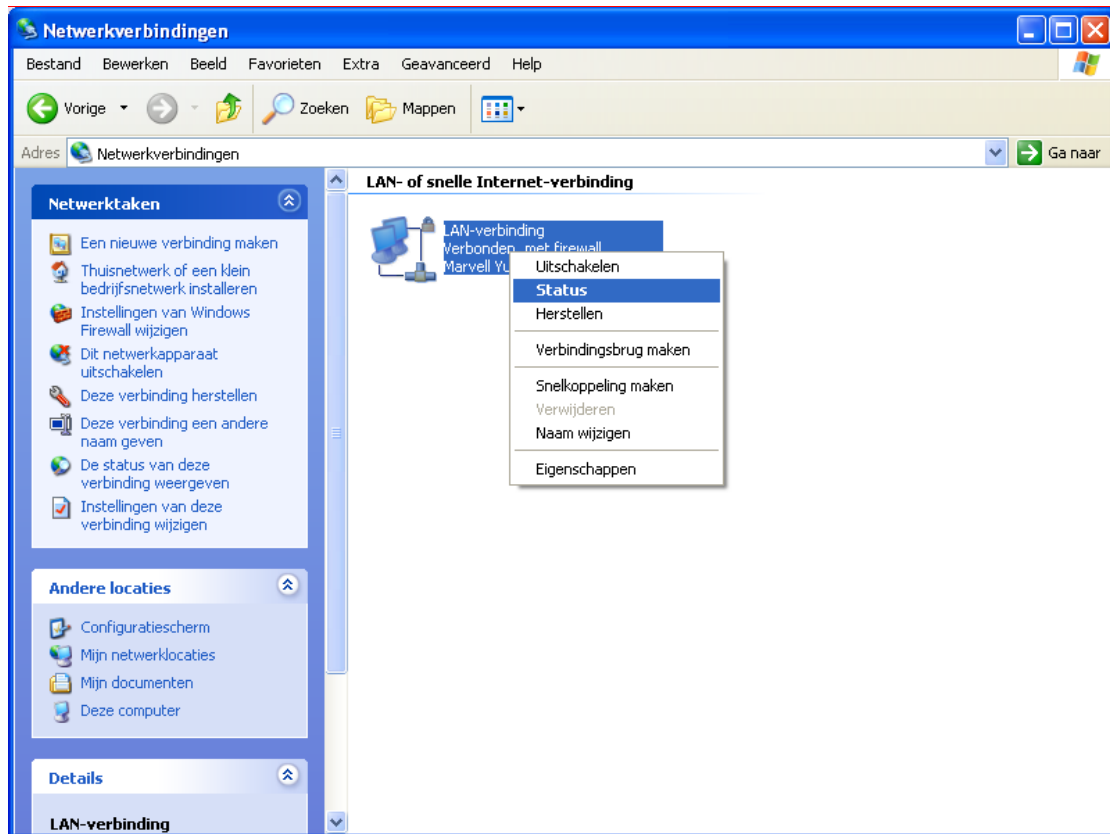 Netwerkverbindingen
Bestand Bewerken Beeld Favorieten Extra Geavanceerd Help
Vorige Zoeken Mappen
Adres Netwerkverbindingen Ga naar
Netwerktaken
Een nieuwe verbinding maken
Thuisnetwerk of een klein
bedrijfsnetwerk installeren
Instellingen van Windows
Firewall wijzigen
Dit netwerkapparaat
uitschakelen
Deze verbinding herstellen
Deze verbinding een andere
naam geven
De status van deze
verbinding weergeven
Instellingen van deze
verbinding wijzigen
Andere locaties
Configuratiescherm
Mijn netwerklocaties
Mijn documenten
Deze computer
Details
LAN-verbinding
LAN- of snelle Internet-verbinding
LAN-verbinding
Verbonden, met firewall
Marvell
Uitschakelen
Status
Herstellen
Verbindingsbrug maken
Snelkoppeling maken
Verwijderen
Naam wijzigen
Eigenschappen